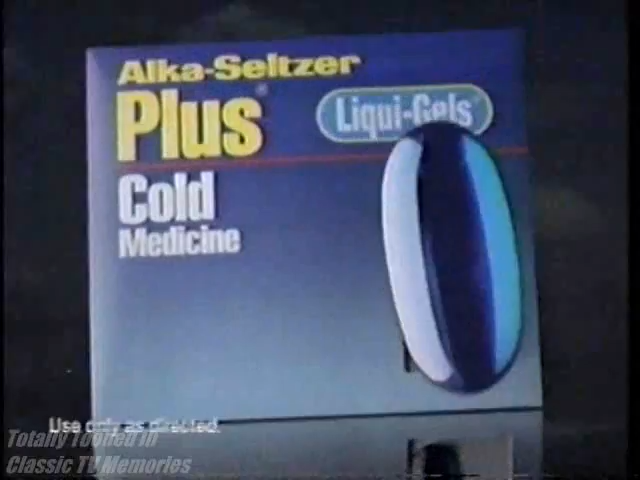 Alka-Seltzer
Plus®
Liqui-Gels®
Cold
Medicine
Use only as directed.
Totally Tooned In
Classic TV Memories